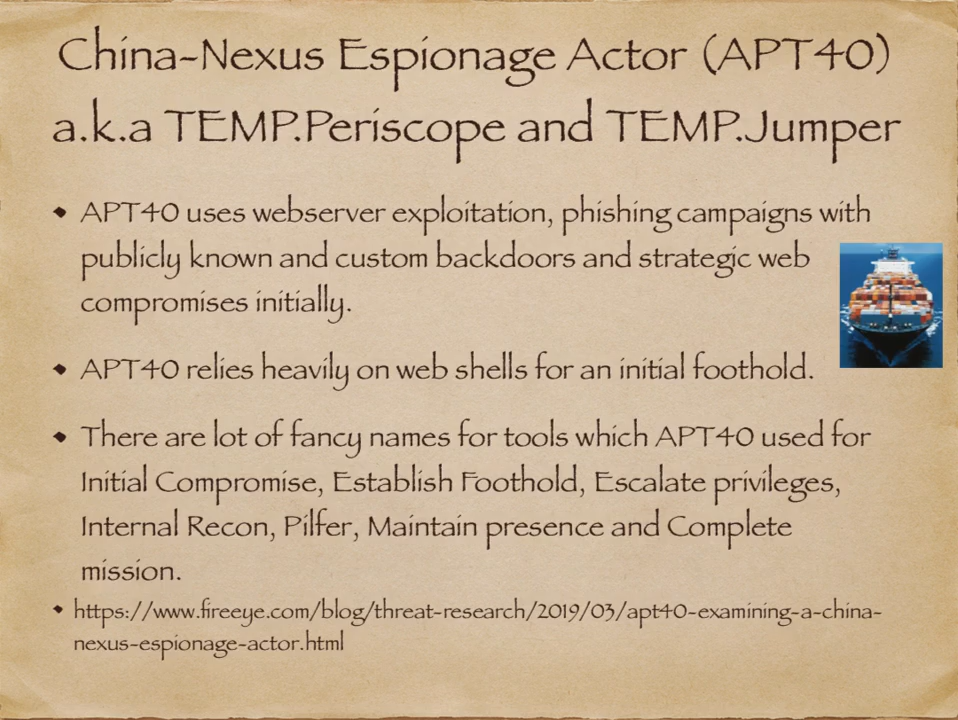 China-Nexus Espionage Actor (APT40)
a.k.a TEMP.Periscope and TEMP.Jumper
• APT40 uses webserver exploitation, phishing campaigns with
publicly known and custom backdoors and strategic web
compromises initially.
• APT40 relies heavily on web shells for an initial foothold.
• There are lot of fancy names for tools which APT40 used for
Initial Compromise, Establish Foothold, Escalate privileges,
Internal Recon, Pilfer, Maintain presence and Complete
mission.
• https://www.fireeye.com/blog/threat-research/2019/03/apt40-examining-a-china-
nexus-espionage-actor.html